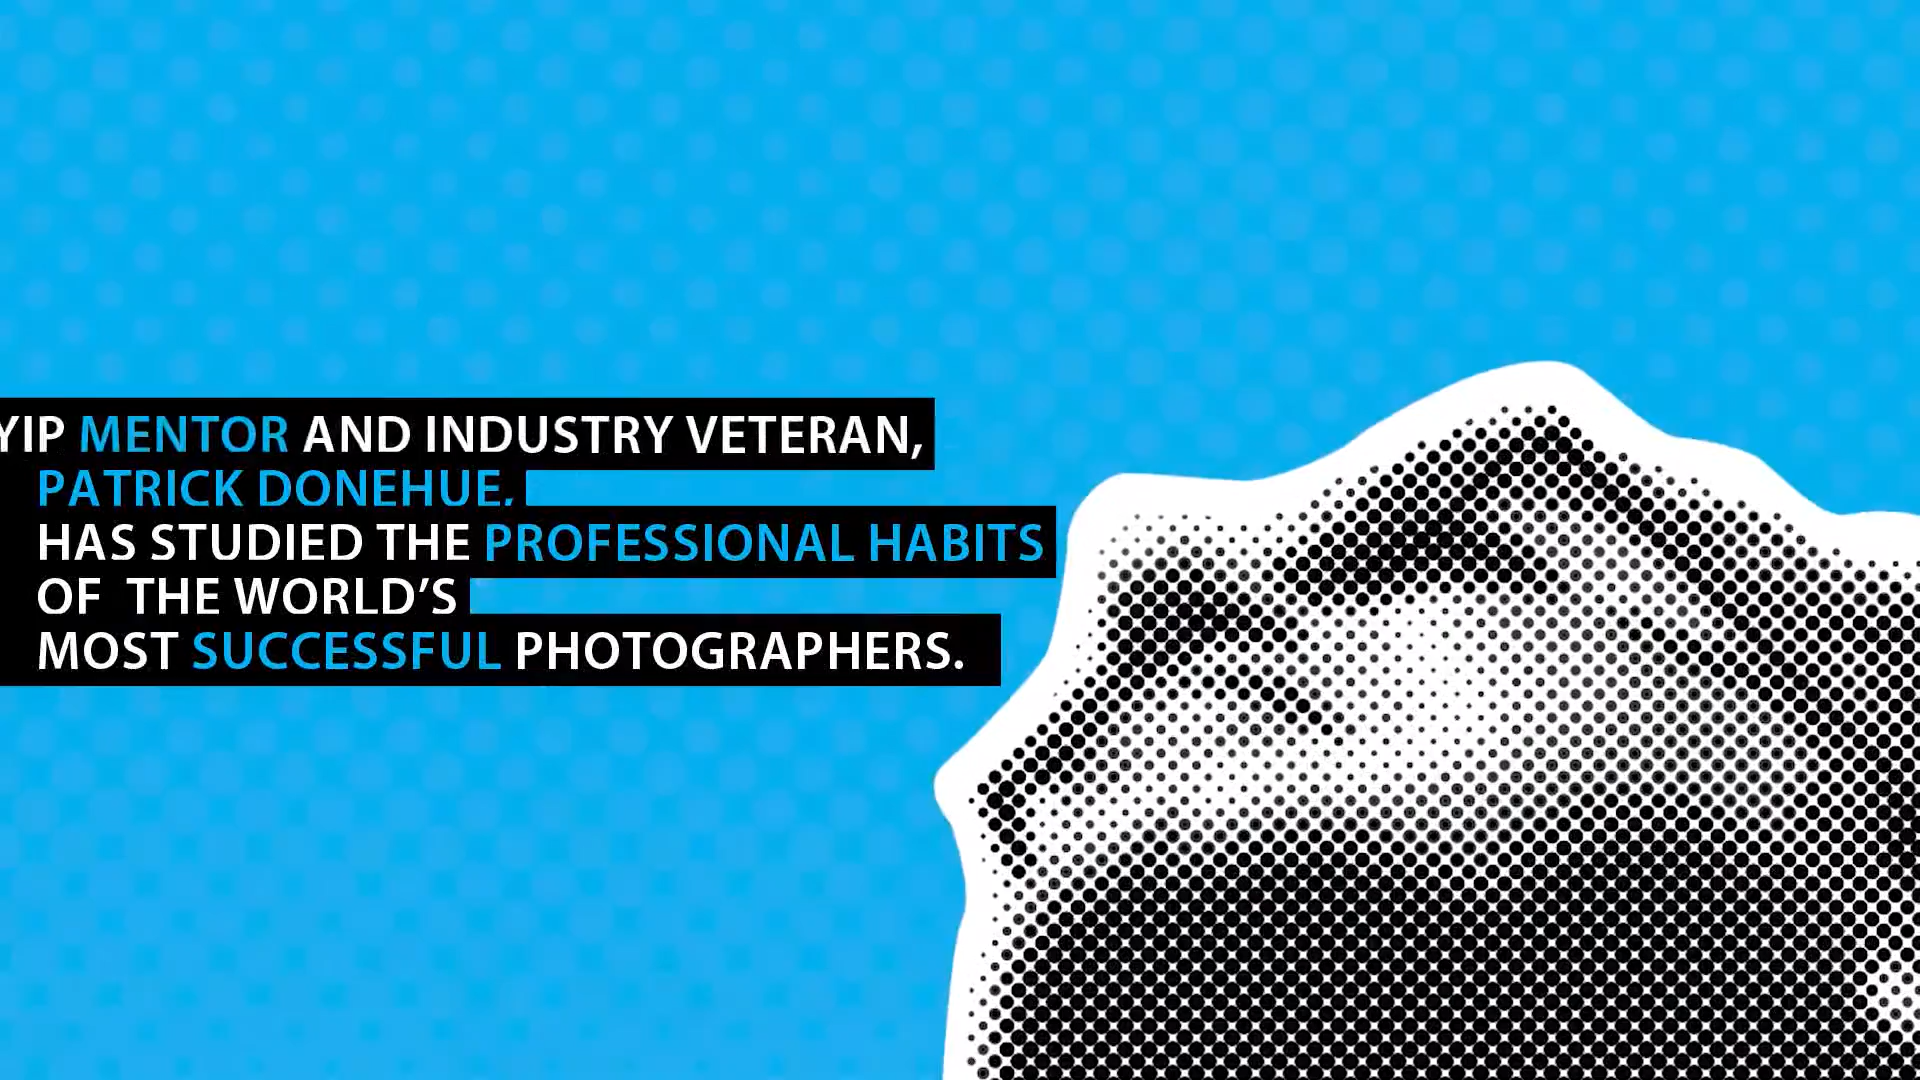 YIP MENTOR AND INDUSTRY VETERAN,
PATRICK DONEHUE,
HAS STUDIED THE PROFESSIONAL HABITS
OF THE WORLD’S
MOST SUCCESSFUL PHOTOGRAPHERS.